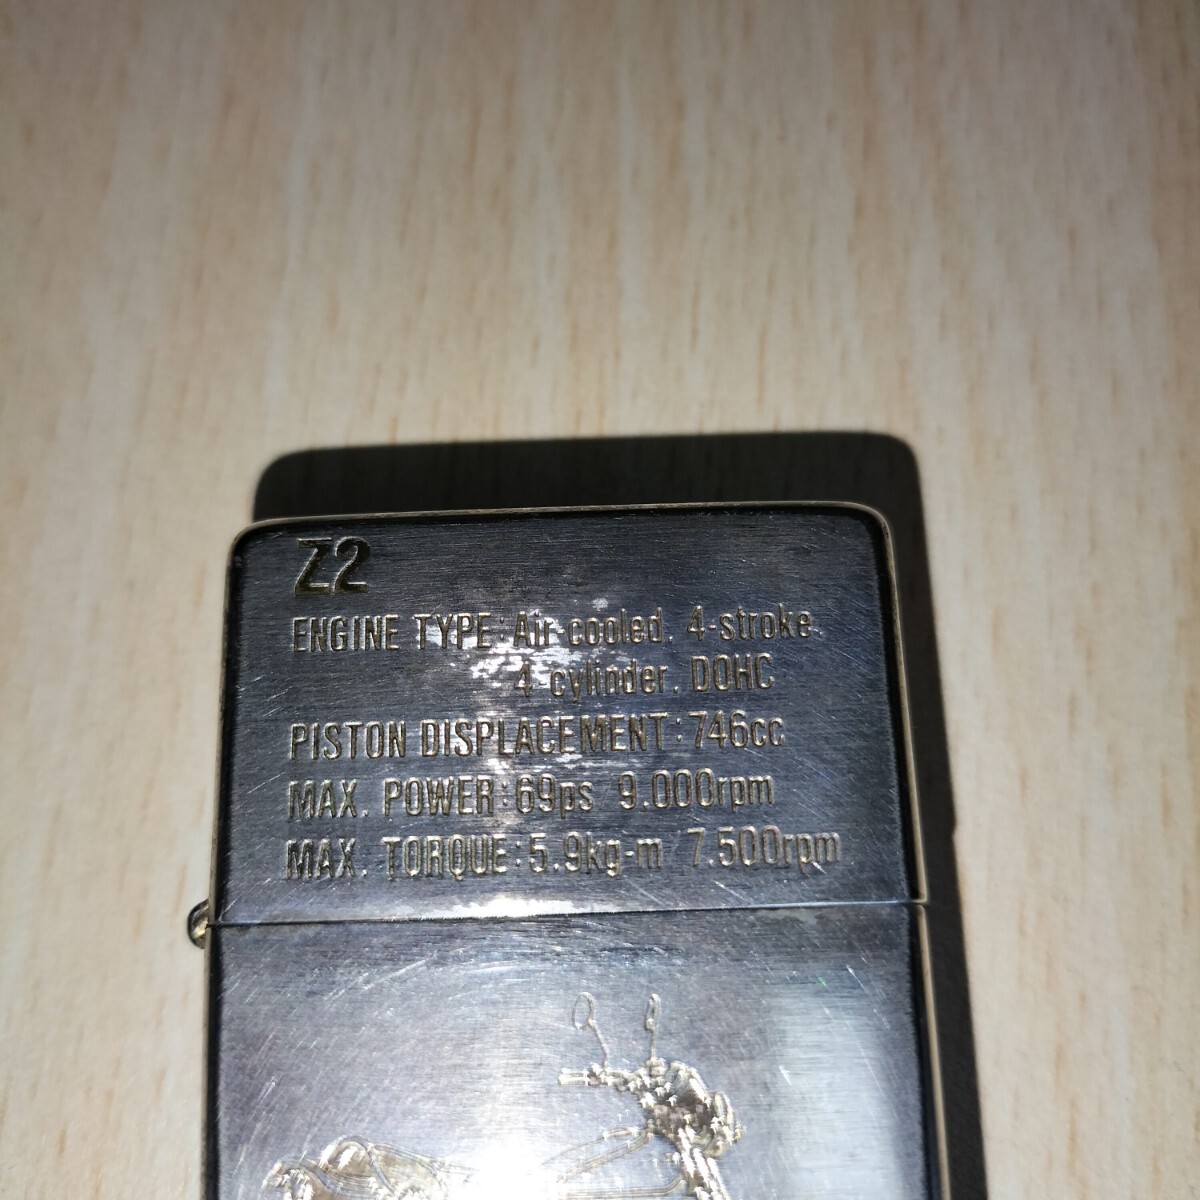 Z2
ENGINE TYPE:Air-cooled. 4-stroke
4-cylinder. DOHC
PISTON DISPLACEMENT:746cc
MAX. POWER:69ps 9.000rpm
MAX. TORQUE:5.9kg-m 7.500rpm